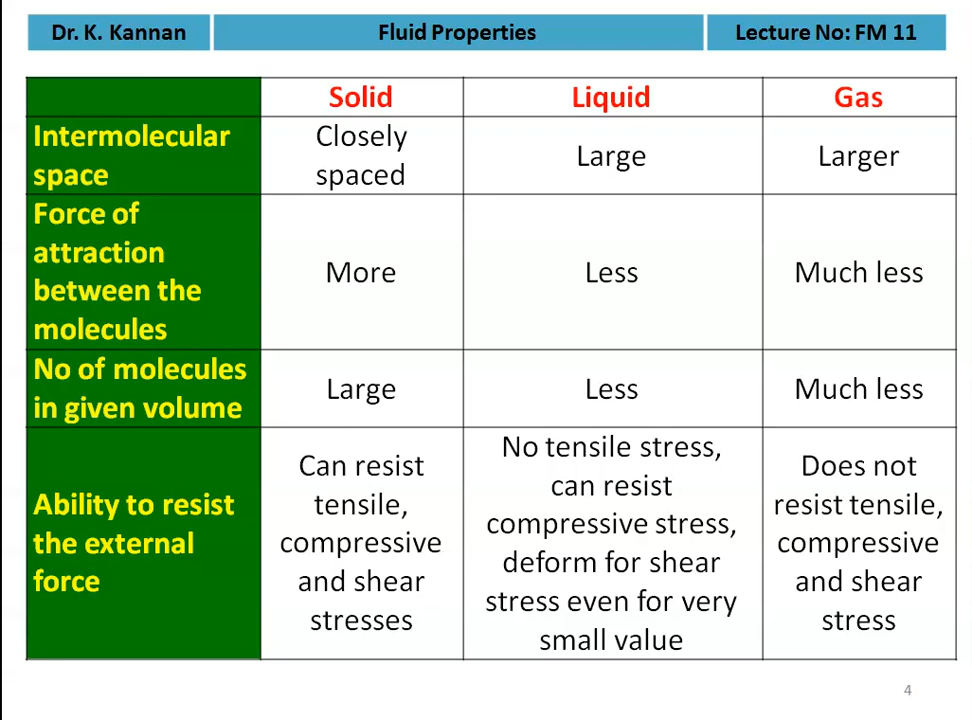 Dr. K. Kannan
Fluid Properties
Lecture No: FM 11
Solid
Liquid
Gas
Intermolecular
space
Closely
spaced
Large
Larger
Force of
attraction
between the
molecules
More
Less
Much less
No of molecules
in given volume
Large
Less
Much less
Ability to resist
the external
force
Can resist
tensile,
compressive
and shear
stresses
No tensile stress,
can resist
compressive stress,
deform for shear
stress even for very
small value
Does not
resist tensile,
compressive
and shear
stress
4